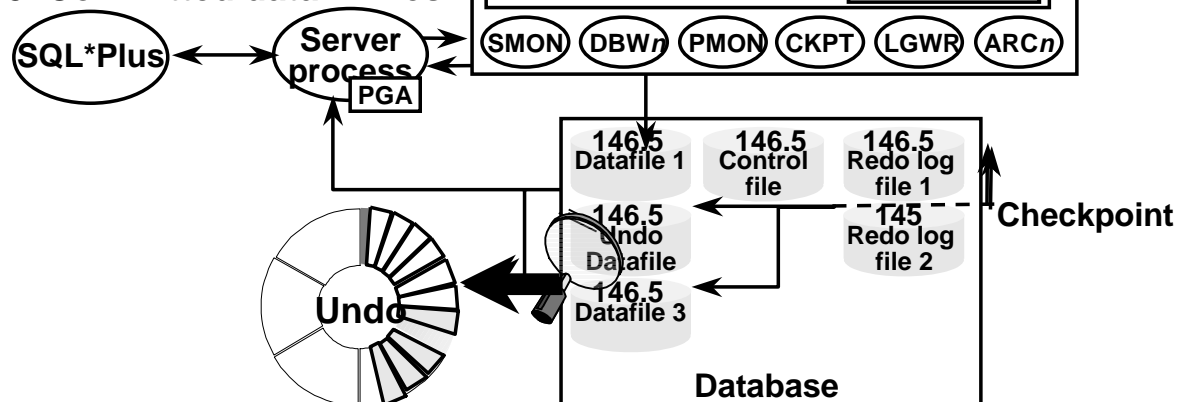 SQL*Plus
Server
process
PGA
SMON
DBWn
PMON
CKPT
LGWR
ARCn
146.5
Datafile 1
146.5
Control
file
146.5
Redo log
file 1
146.5
Undo
Datafile
145
Redo log
file 2
Checkpoint
146.5
Datafile 3
Undo
Database